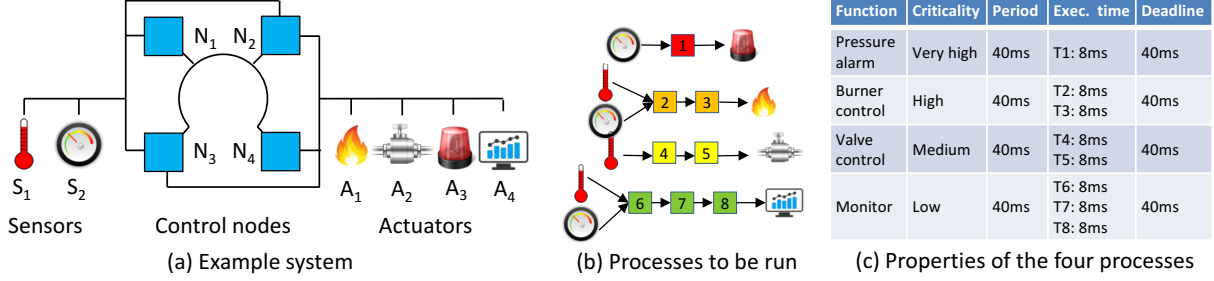 N1
N2
N3
N4
S1
S2
A1
A2
A3
A4
Sensors
Control nodes
Actuators
(a) Example system
1
2
3
4
5
6
7
8
(b) Processes to be run
Function Criticality Period Exec. time Deadline
Pressure
alarm
Very high 40ms T1: 8ms 40ms
Burner
control
High 40ms T2: 8ms 40ms
T3: 8ms
Valve
control
Medium 40ms T4: 8ms 40ms
T5: 8ms
Monitor Low 40ms T6: 8ms 40ms
T7: 8ms
T8: 8ms
(c) Properties of the four processes